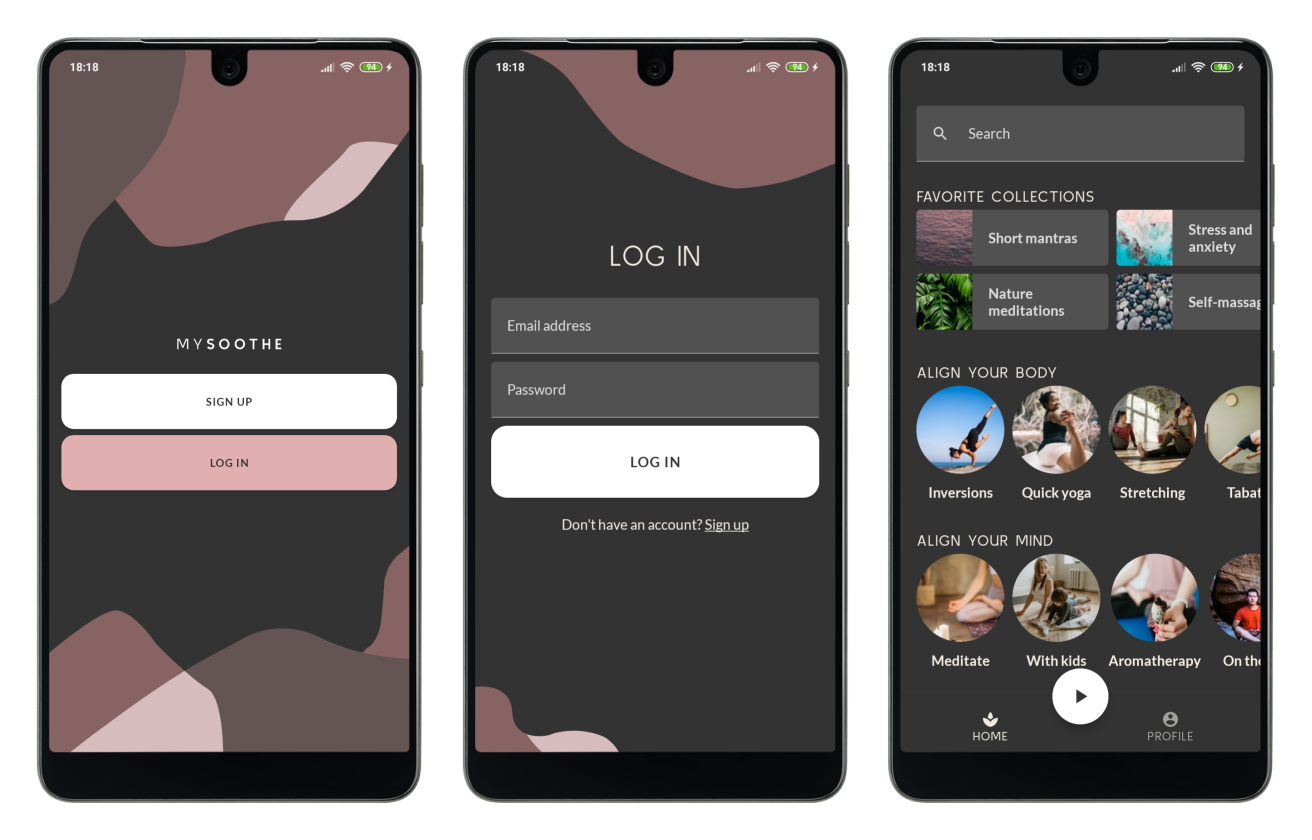 18:18
94
MYSOOTHE
SIGN UP
LOG IN
18:18
94
LOG IN
Email address
Password
LOG IN
Don't have an account? Sign up
18:18
94
Search
FAVORITE COLLECTIONS
Short mantras
Stress and
anxiety
Nature
meditations
Self-massag
ALIGN YOUR BODY
Inversions
Quick yoga
Stretching
Tabat
ALIGN YOUR MIND
Meditate
With kids
Aromatherapy
On the
HOME
PROFILE